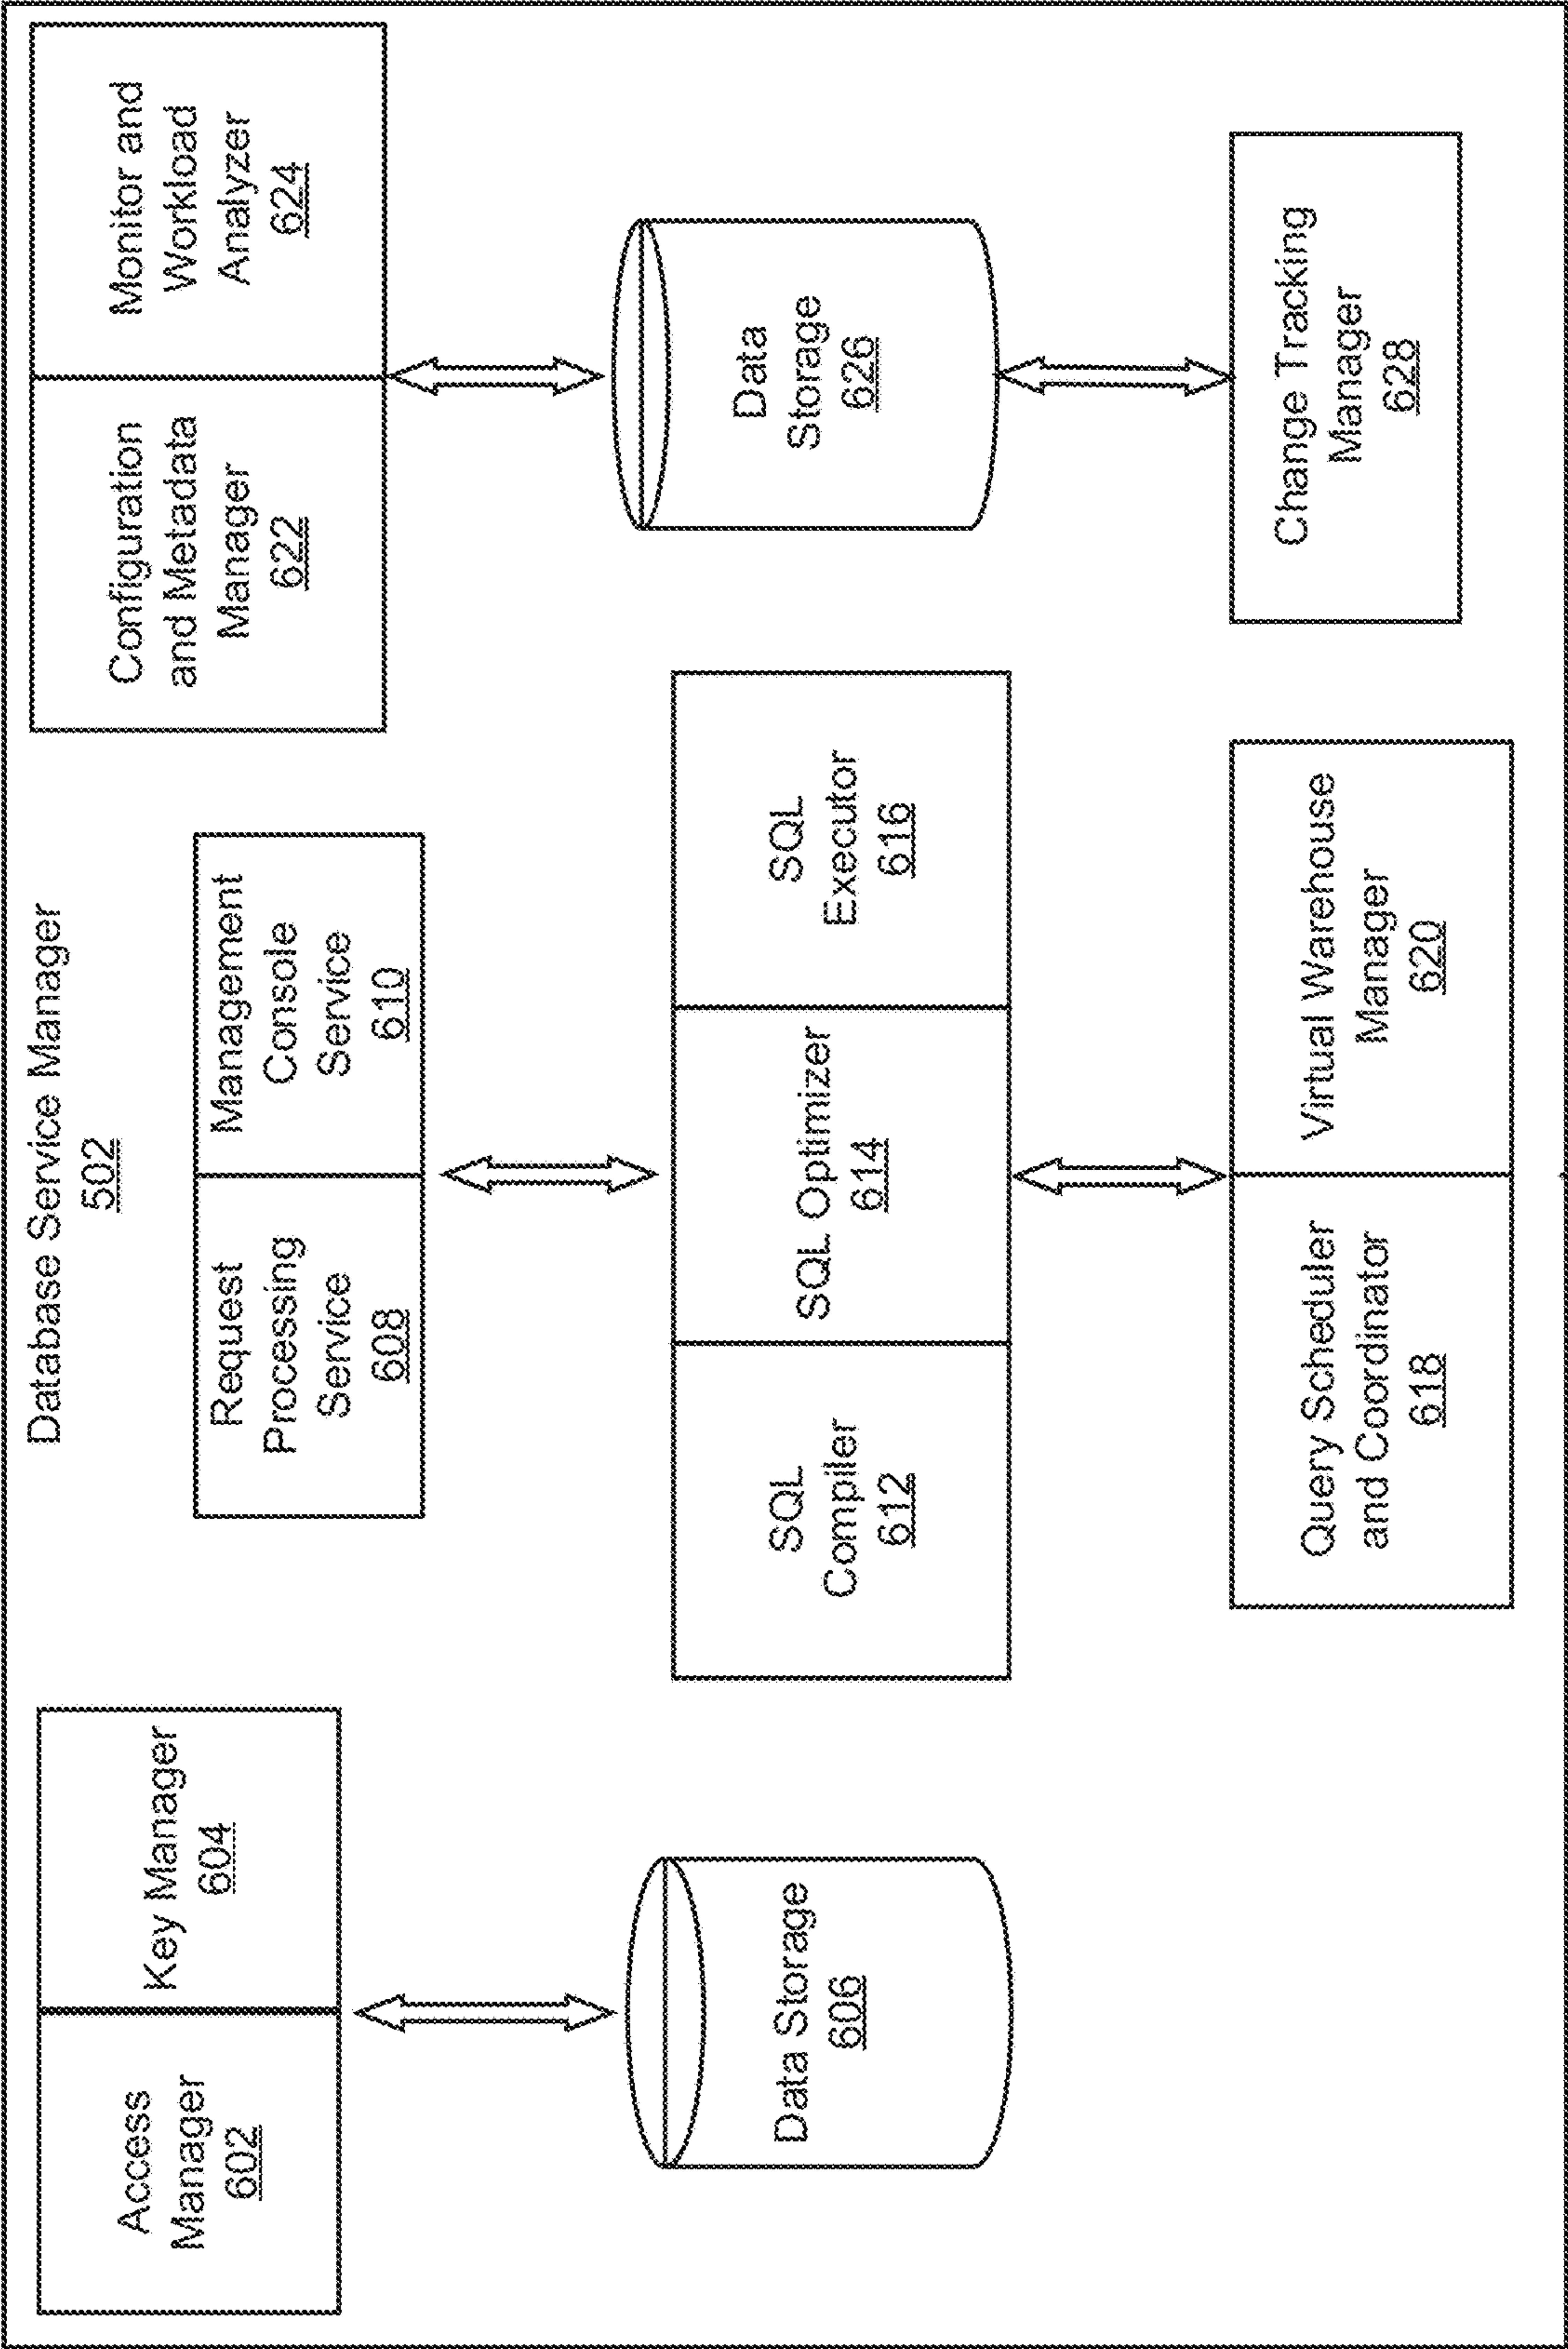 Database Service Manager
502
Access
Manager
602
Key Manager
604
Data Storage
606
Request
Processing
Service
608
Management
Console
Service
610
SQL
Compiler
612
SQL Optimizer
614
SQL
Executor
616
Query Scheduler
and Coordinator
618
Virtual Warehouse
Manager
620
Configuration
and Metadata
Manager
622
Monitor and
Workload
Analyzer
624
Data
Storage
626
Change Tracking
Manager
628